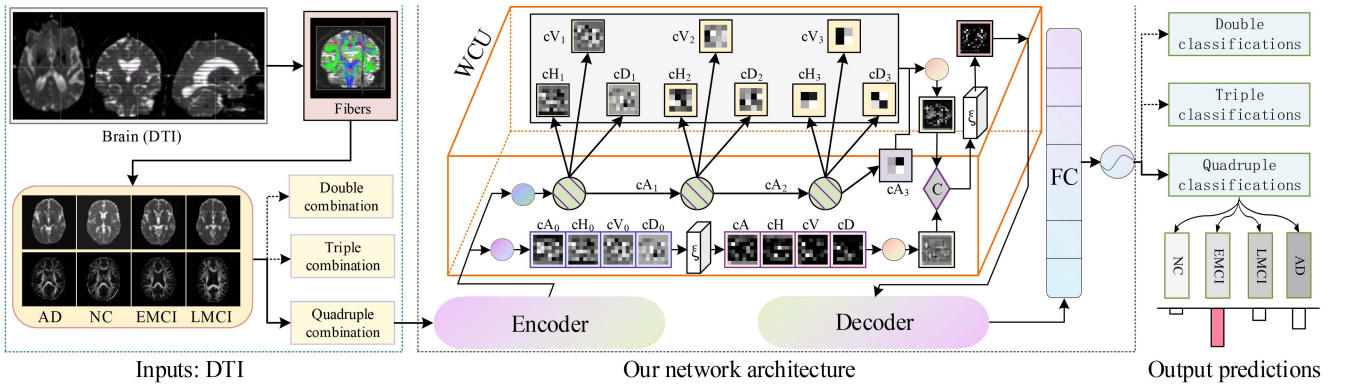 Brain (DTI)
Fibers
AD NC EMCI LMCI
Double
combination
Triple
combination
Quadruple
combination
Inputs: DTI
WCU
cV₁ cV₂ cV₃
cH₁ cD₁ cH₂ cD₂ cH₃ cD₃
ξ
cA₁ cA₂
cA₃
C
cA₀ cH₀ cV₀ cD₀
ξ
cA cH cV cD
Encoder
Decoder
FC
Our network architecture
Double
classifications
Triple
classifications
Quadruple
classifications
NC
EMCI
LMCI
AD
Output predictions